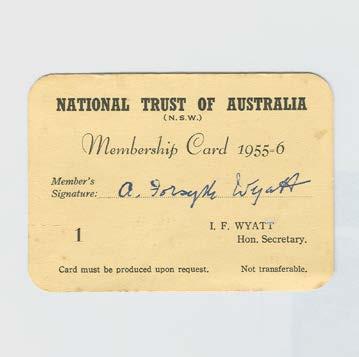 NATIONAL TRUST OF AUSTRALIA
(N.S.W.)
Membership Card 1955-6
Member's
Signature: A. Forsyth Wyatt
1
I. F. WYATT
Hon. Secretary.
Card must be produced upon request. Not transferable.